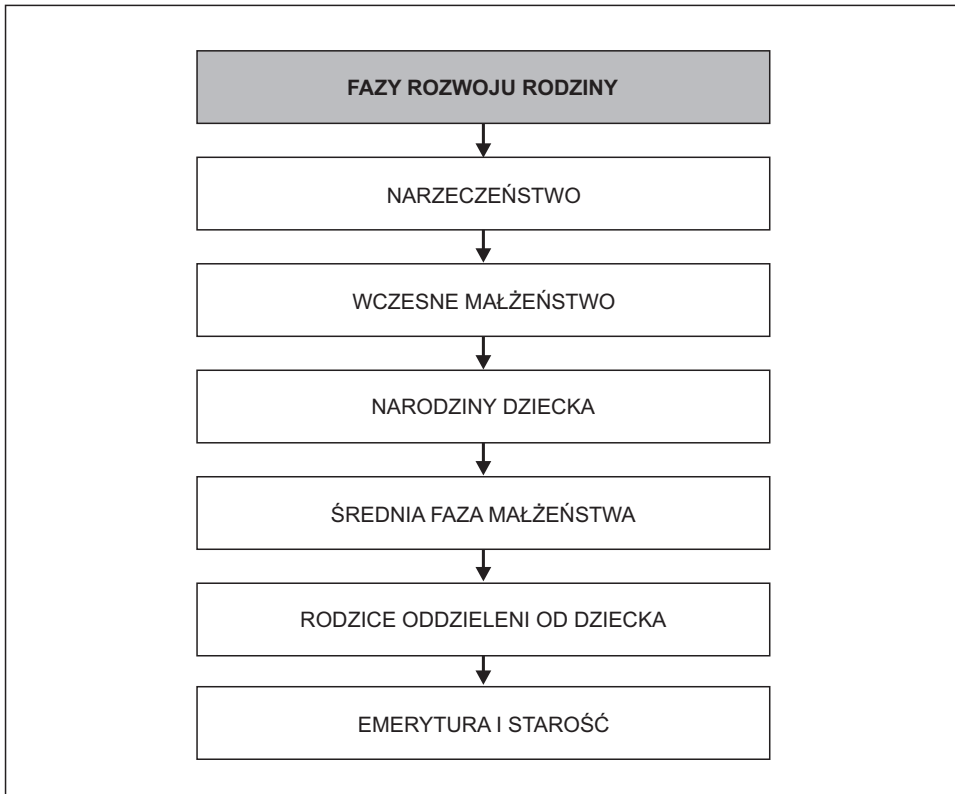 FAZY ROZWOJU RODZINY
NARZECZEŃSTWO
WCZESNE MAŁŻEŃSTWO
NARODZINY DZIECKA
ŚREDNIA FAZA MAŁŻEŃSTWA
RODZICE ODDZIELENI OD DZIECKA
EMERYTURA I STAROŚĆ